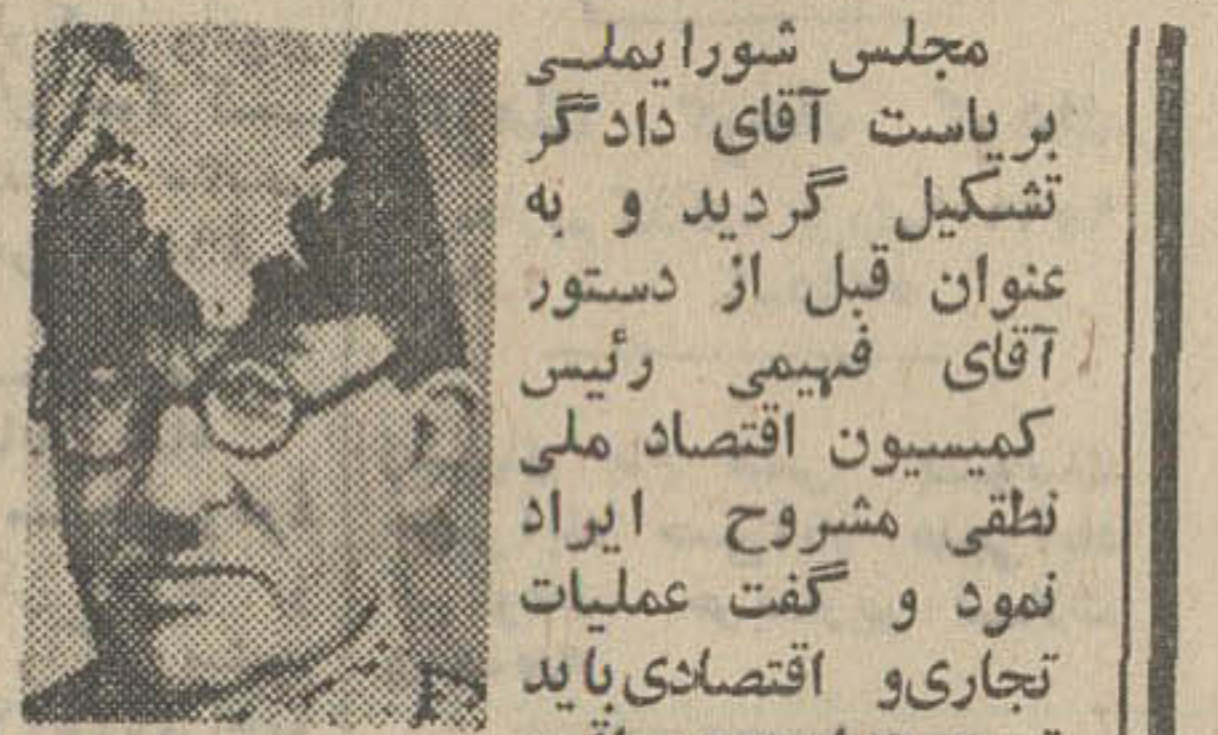 مجلس شورایملی
بریاست آقای دادگر
تشکیل گردید و به
عنوان قبل از دستور
آقای فهیمی رئیس
کمیسیون اقتصاد ملی
نطقی مشروح ایراد
نمود و گفت عملیات
تجاری‌و اقتصادی‌باید